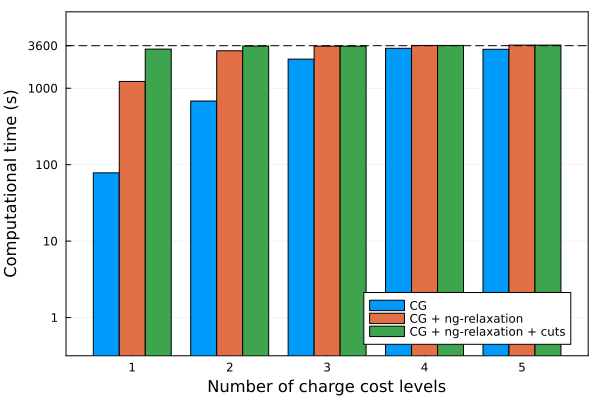 Computational time (s)
3600
1000
100
10
1
1 2 3 4 5
Number of charge cost levels
CG
CG + ng-relaxation
CG + ng-relaxation + cuts